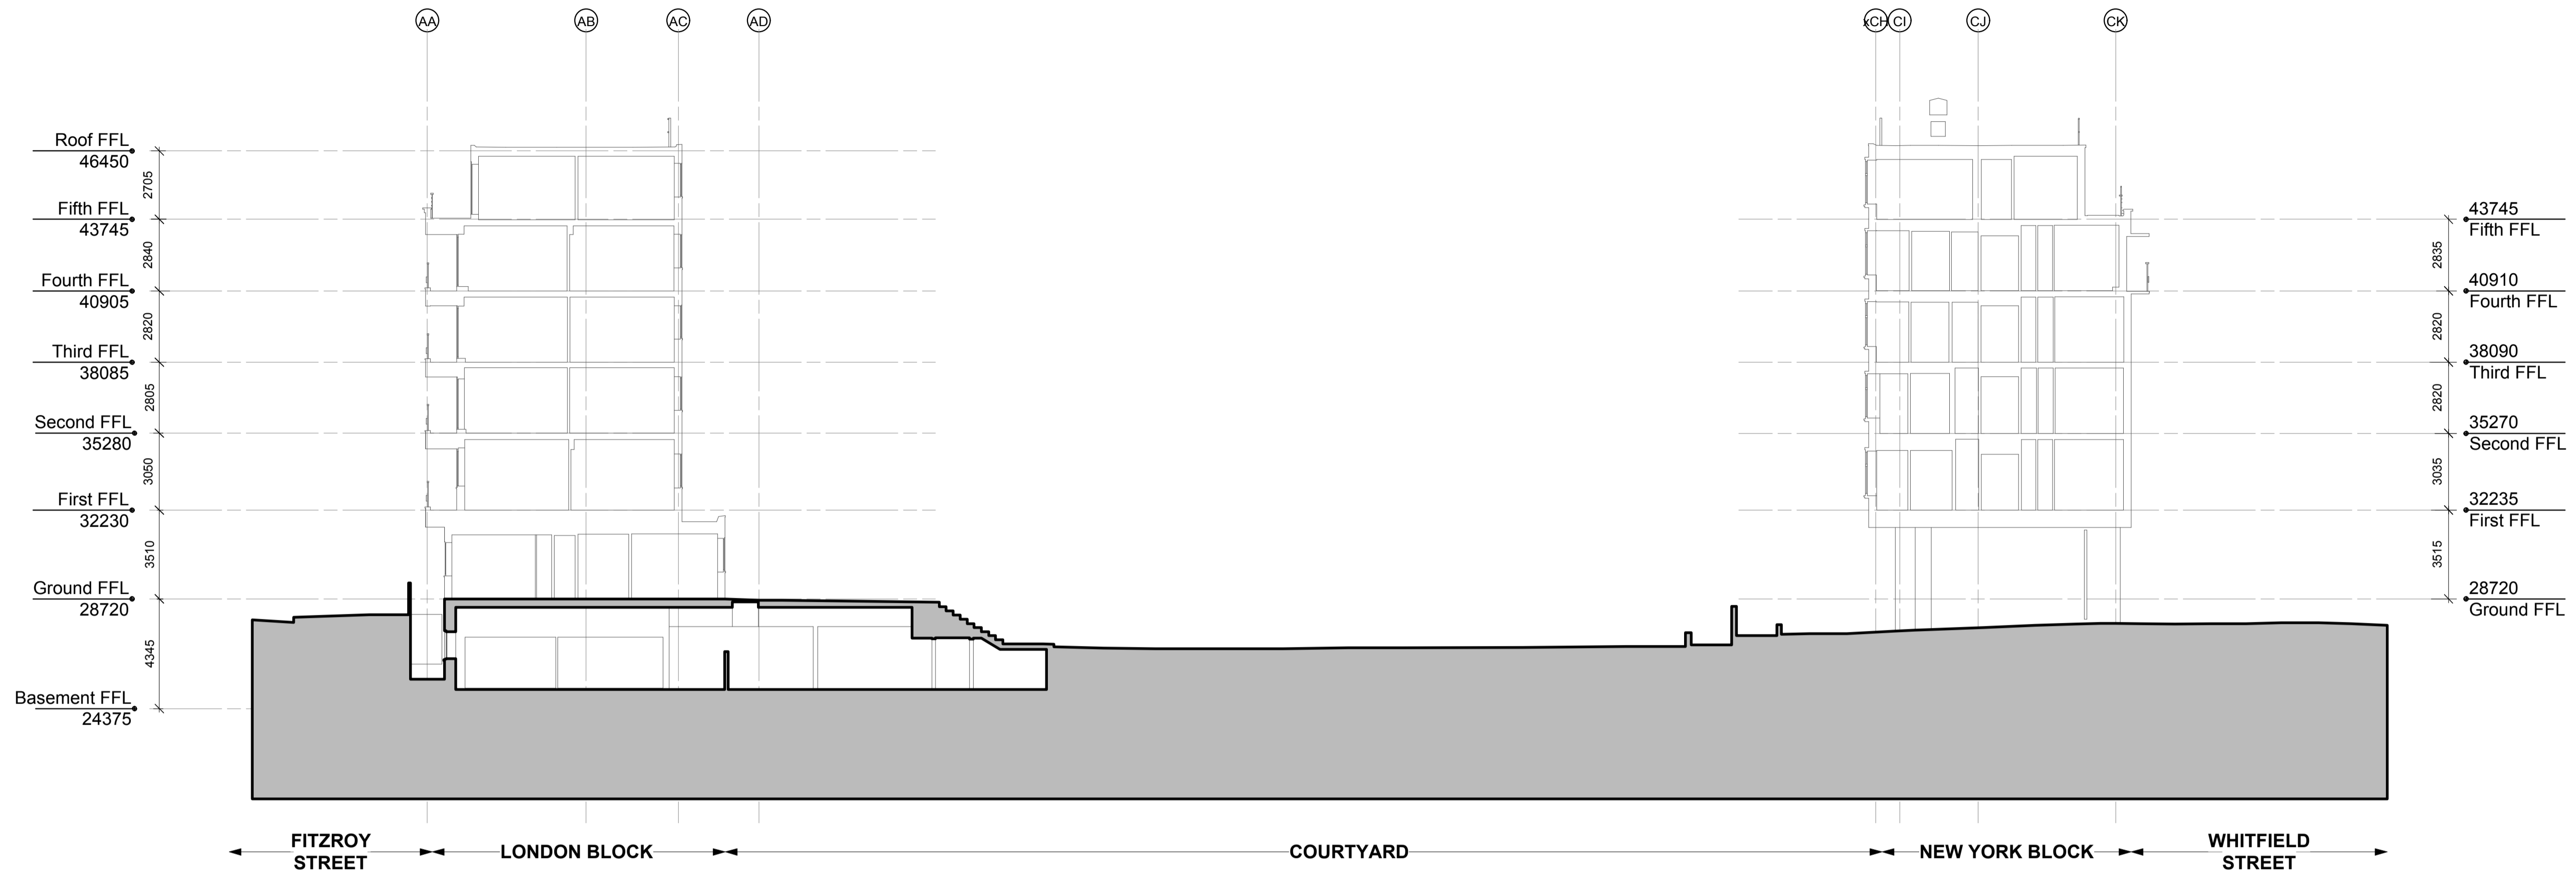 AA
AB
AC
AD
xCH
CI
CJ
CK
Roof FFL
46450
2705
Fifth FFL
43745
2840
Fourth FFL
40905
2820
Third FFL
38085
2805
Second FFL
35280
3050
First FFL
32230
3510
Ground FFL
28720
4345
Basement FFL
24375
43745
Fifth FFL
2835
40910
Fourth FFL
2820
38090
Third FFL
2820
35270
Second FFL
3035
32235
First FFL
3515
28720
Ground FFL
FITZROY
STREET
LONDON BLOCK
COURTYARD
NEW YORK BLOCK
WHITFIELD
STREET